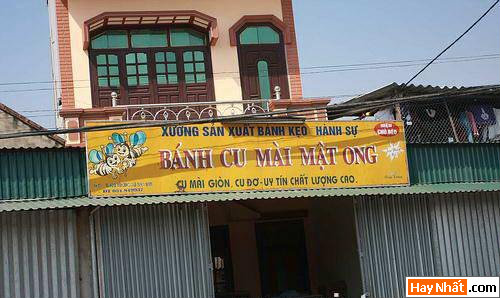 XƯỞNG SẢN XUẤT BÁNH KẸO HÀNH SỰ
BÁNH CU MÀI MẬT ONG
CU MÀI GIÒN, CU ĐƠ-UY TÍN CHẤT LƯỢNG CAO.
HayNhất.com